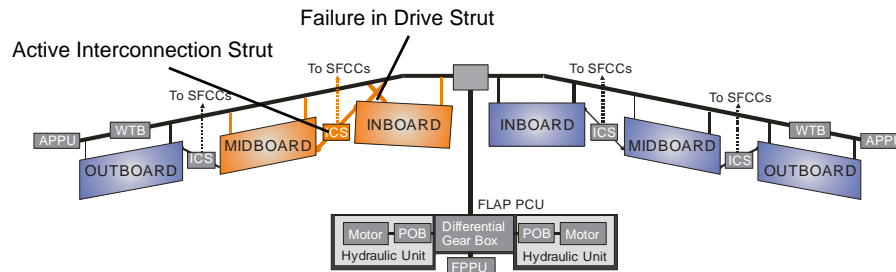 Failure in Drive Strut
Active Interconnection Strut
To SFCCs
To SFCCs
To SFCCs
To SFCCs
APPU
WTB
ICS
ICS
INBOARD
MIDBOARD
OUTBOARD
INBOARD
ICS
MIDBOARD
WTB
ICS
APPU
OUTBOARD
FLAP PCU
Motor
POB
Differential
Gear Box
POB
Motor
Hydraulic Unit
Hydraulic Unit
FPPU